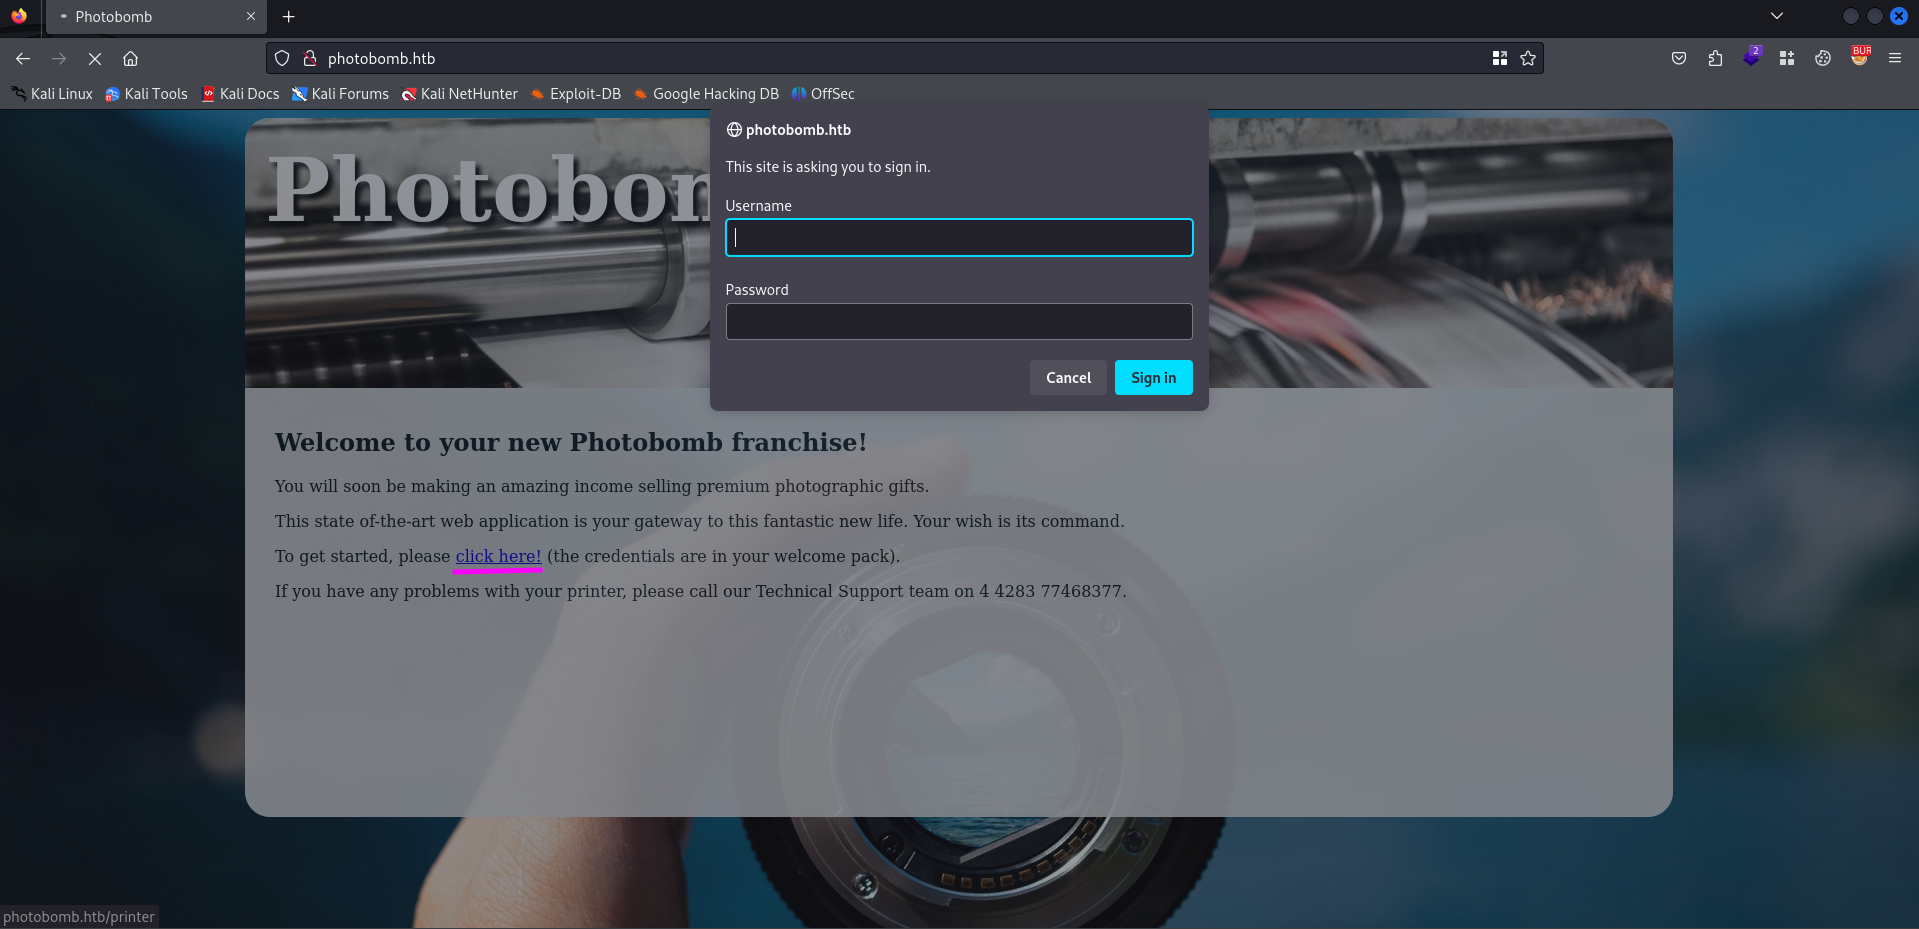 Photobomb
photobomb.htb
2
BUR
Kali Linux
Kali Tools
Kali Docs
Kali Forums
Kali NetHunter
Exploit-DB
Google Hacking DB
OffSec
photobomb.htb
This site is asking you to sign in.
Username
Password
Cancel
Sign in
Photobom
Welcome to your new Photobomb franchise!
You will soon be making an amazing income selling premium photographic gifts.
This state of-the-art web application is your gateway to this fantastic new life. Your wish is its command.
To get started, please click here! (the credentials are in your welcome pack).
If you have any problems with your printer, please call our Technical Support team on 4 4283 77468377.
photobomb.htb/printer